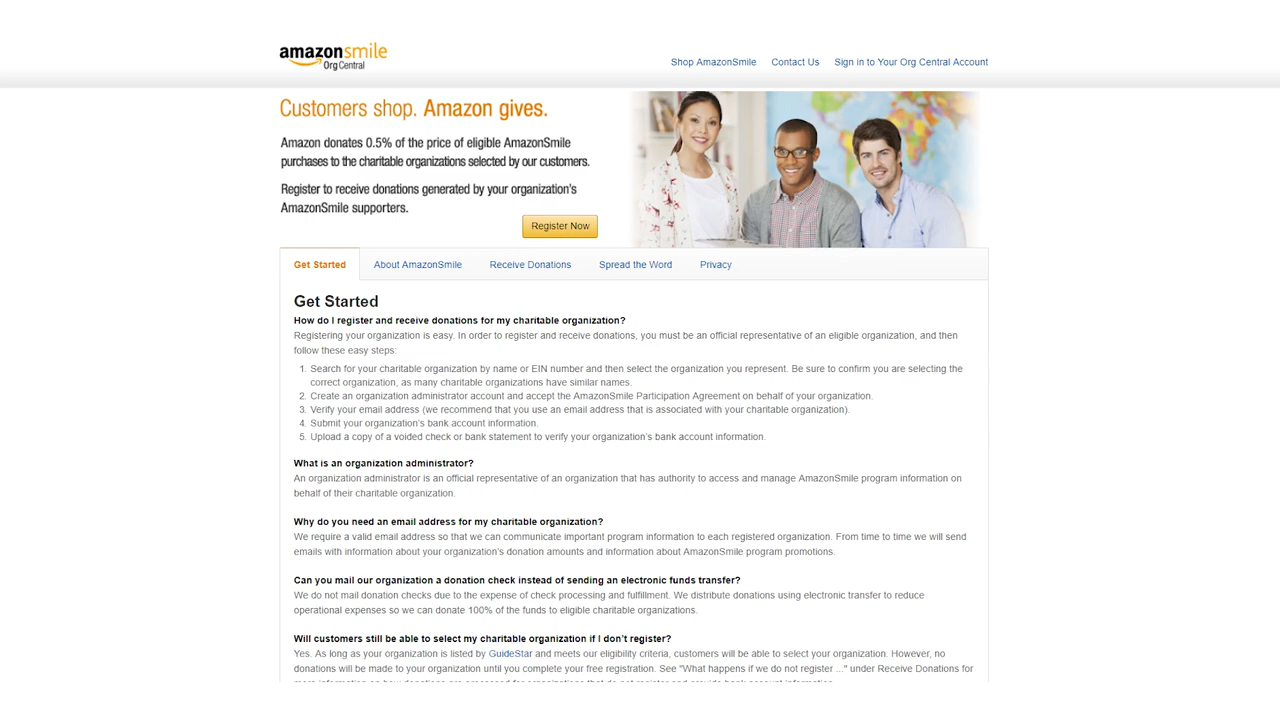 amazonsmile
Org Central
Shop AmazonSmile Contact Us Sign in to Your Org Central Account
Customers shop. Amazon gives.
Amazon donates 0.5% of the price of eligible AmazonSmile
purchases to the charitable organizations selected by our customers.
Register to receive donations generated by your organization's
AmazonSmile supporters.
Register Now
Get Started About AmazonSmile Receive Donations Spread the Word Privacy
Get Started
How do I register and receive donations for my charitable organization?
Registering your organization is easy. In order to register and receive donations, you must be an official representative of an eligible organization, and then
follow these easy steps:
1. Search for your charitable organization by name or EIN number and then select the organization you represent. Be sure to confirm you are selecting the
correct organization, as many charitable organizations have similar names.
2. Create an organization administrator account and accept the AmazonSmile Participation Agreement on behalf of your organization.
3. Verify your email address (we recommend that you use an email address that is associated with your charitable organization).
4. Submit your organization's bank account information.
5. Upload a copy of a voided check or bank statement to verify your organization's bank account information.
What is an organization administrator?
An organization administrator is an official representative of an organization that has authority to access and manage AmazonSmile program information on
behalf of their charitable organization.
Why do you need an email address for my charitable organization?
We require a valid email address so that we can communicate important program information to each registered organization. From time to time we will send
emails with information about your organization's donation amounts and information about AmazonSmile program promotions.
Can you mail our organization a donation check instead of sending an electronic funds transfer?
We do not mail donation checks due to the expense of check processing and fulfillment. We distribute donations using electronic transfer to reduce
operational expenses so we can donate 100% of the funds to eligible charitable organizations.
Will customers still be able to select my charitable organization if I don't register?
Yes. As long as your organization is listed by GuideStar and meets our eligibility criteria, customers will be able to select your organization. However, no
donations will be made to your organization until you complete your free registration. See "What happens if we do not register ..." under Receive Donations for